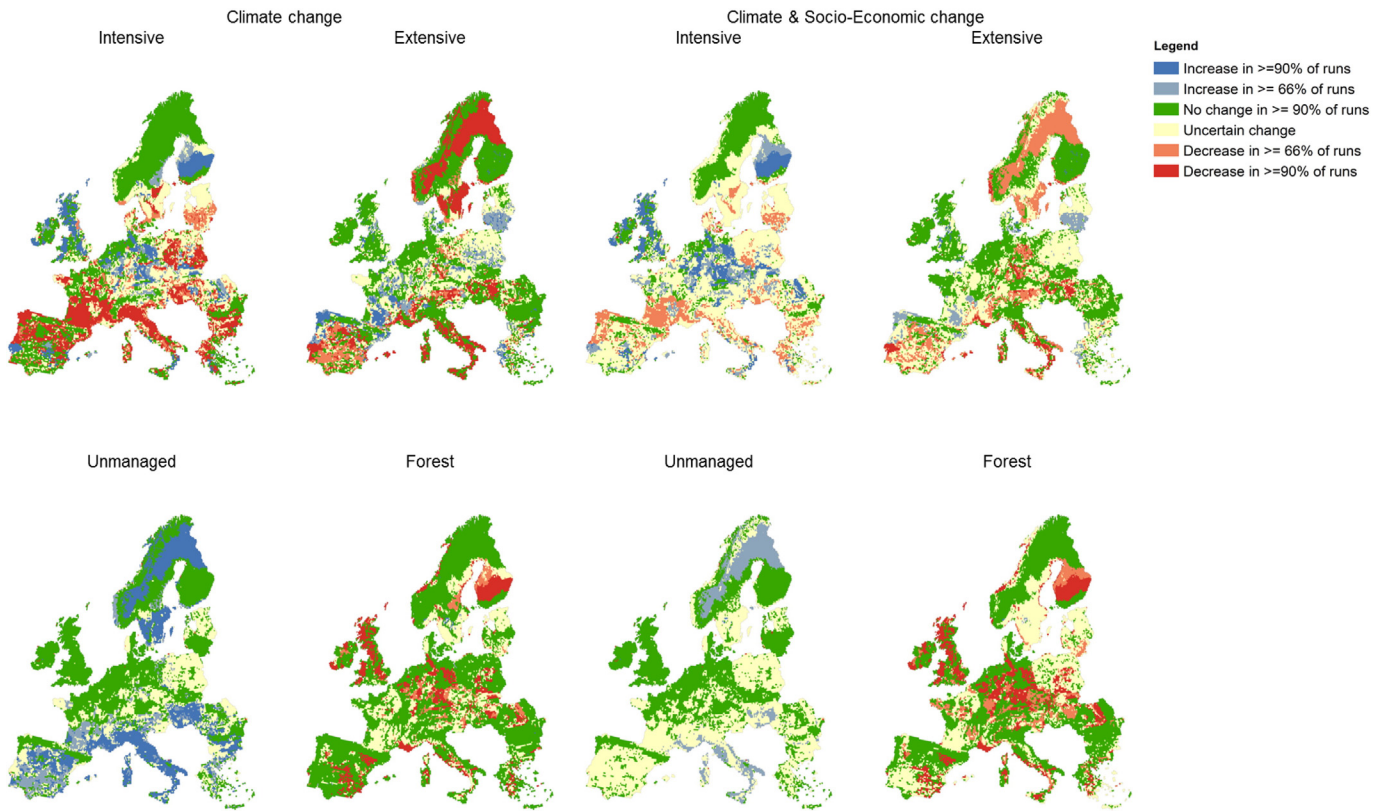 Climate change
Climate & Socio-Economic change
Intensive
Extensive
Intensive
Extensive
Legend
Increase in >=90% of runs
Increase in >= 66% of runs
No change in >= 90% of runs
Uncertain change
Decrease in >= 66% of runs
Decrease in >=90% of runs
Unmanaged
Forest
Unmanaged
Forest